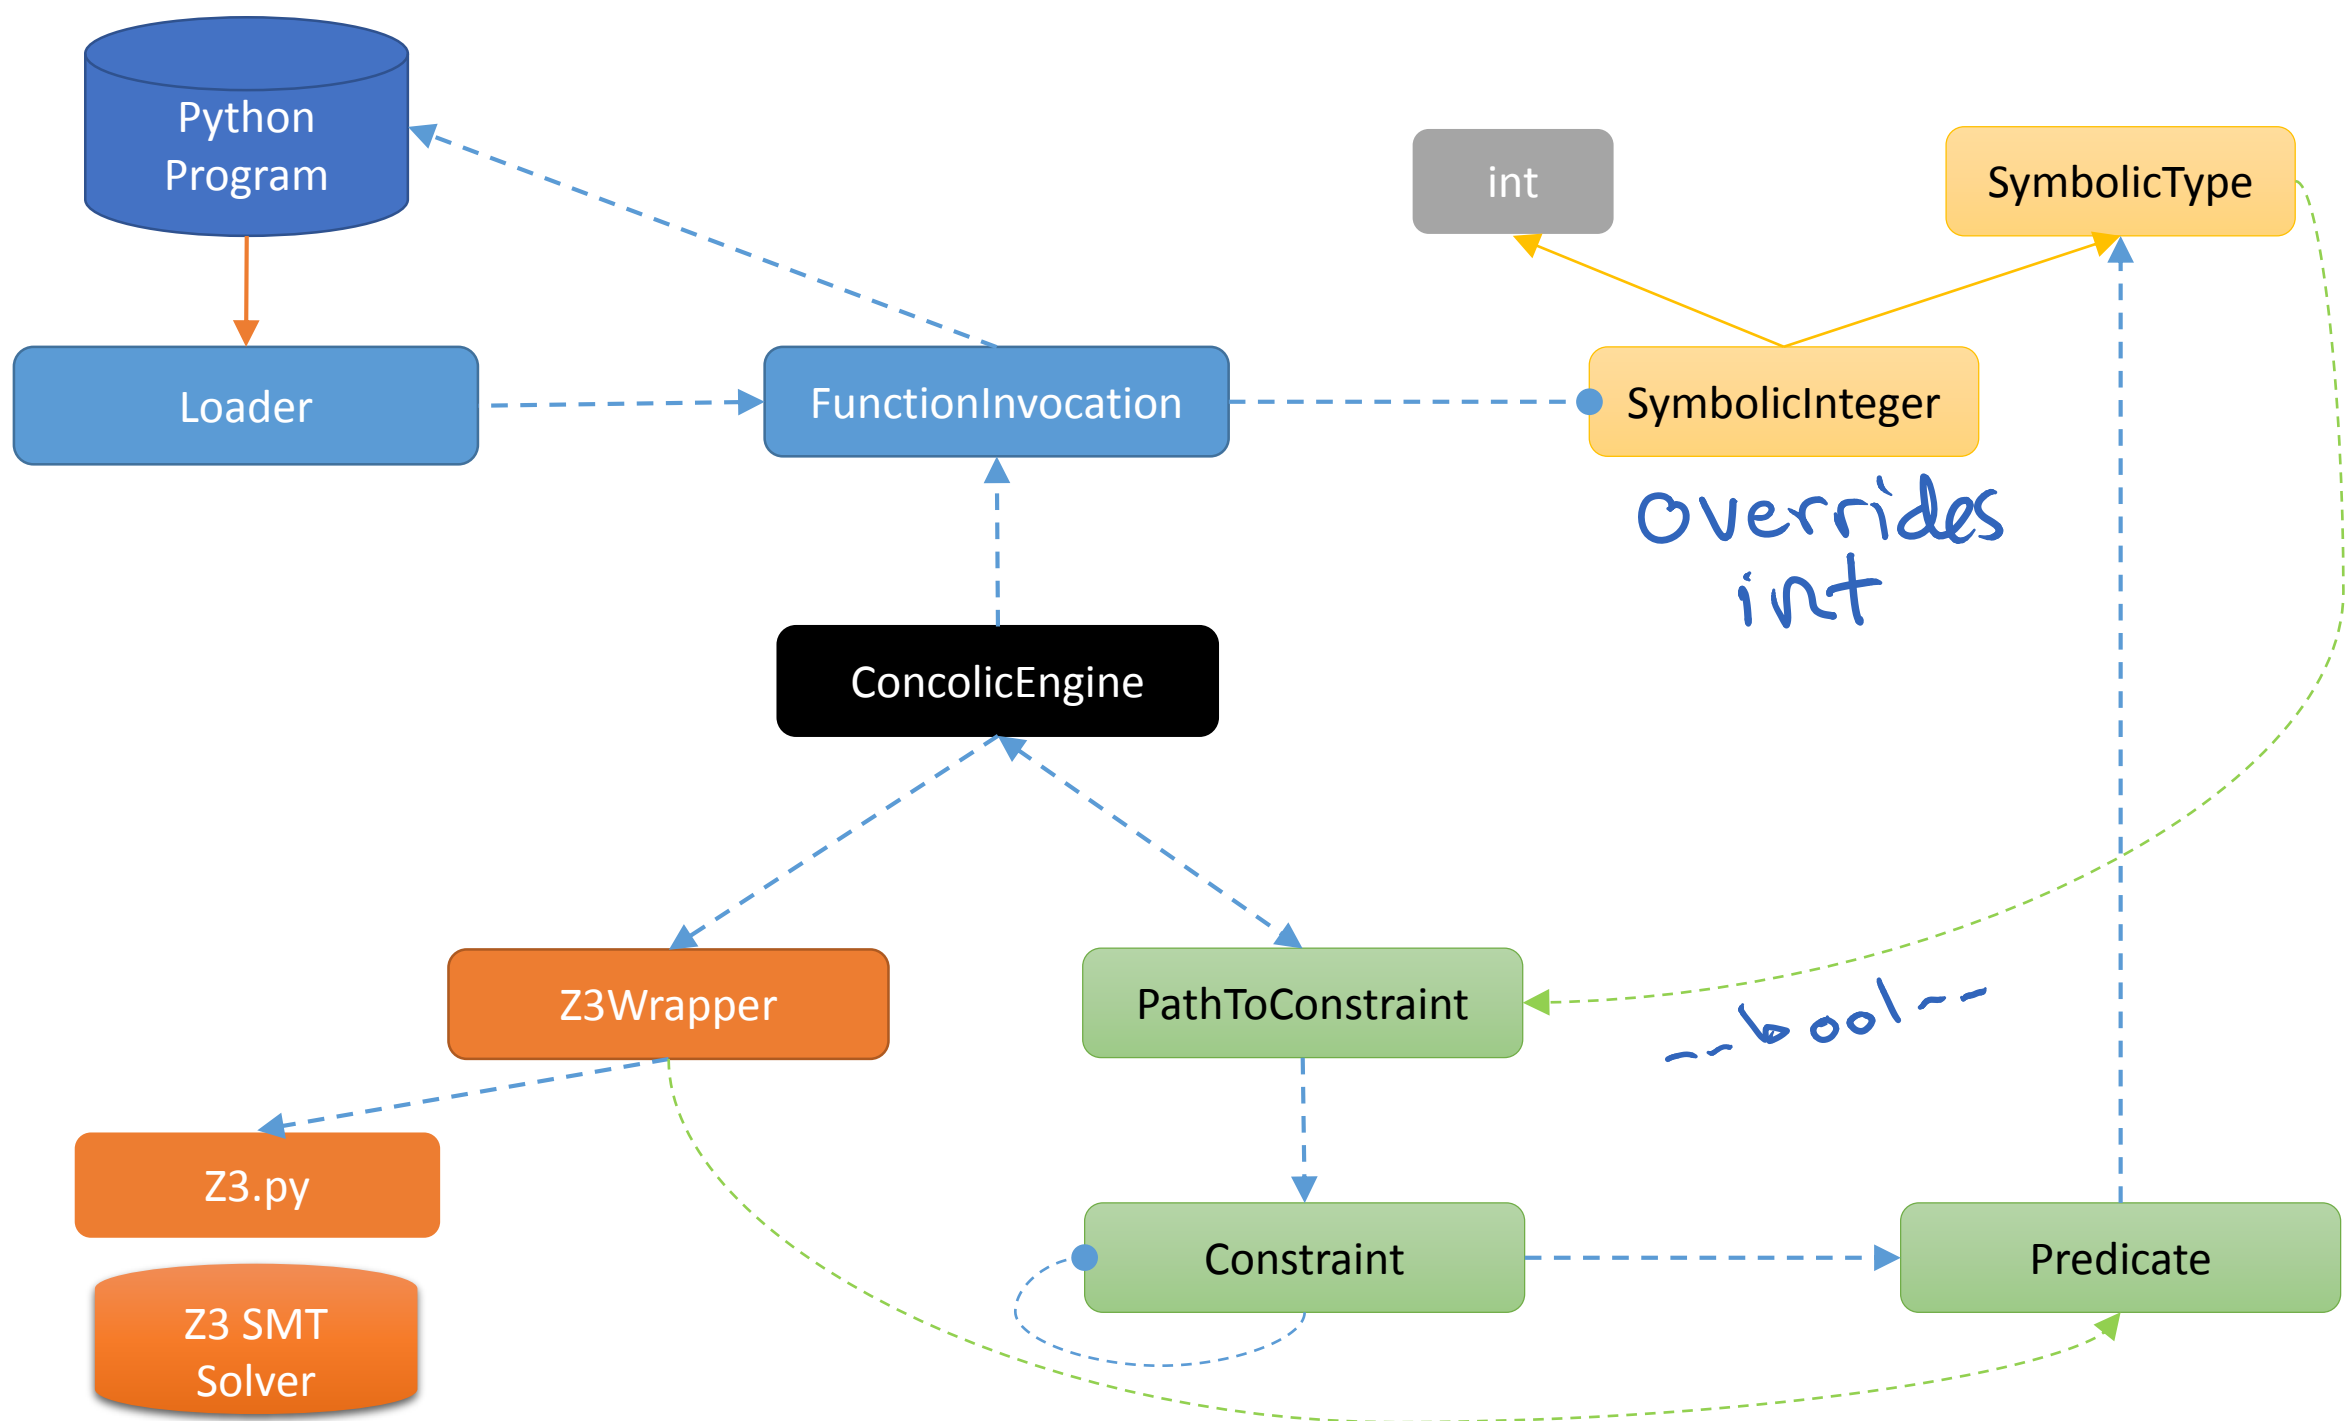 Python
Program
int
SymbolicType
Loader
FunctionInvocation
SymbolicInteger
overrides
int
ConcolicEngine
Z3Wrapper
PathToConstraint
--bool--
Z3.py
Constraint
Predicate
Z3 SMT
Solver